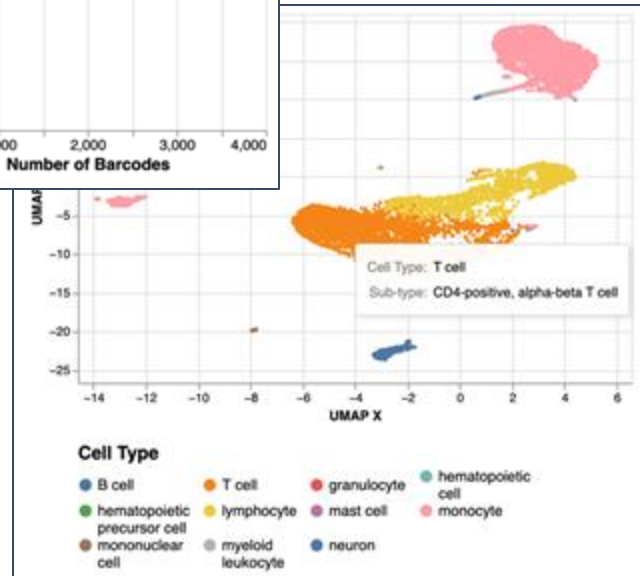 000
2,000
3,000
4,000
Number of Barcodes
UMAP
−5
−10
−15
−20
−25
Cell Type: T cell
Sub-type: CD4-positive, alpha-beta T cell
−14 −12 −10 −8 −6 −4 −2 0 2 4 6
UMAP X
Cell Type
B cell
T cell
granulocyte
hematopoietic
cell
hematopoietic
precursor cell
lymphocyte
mast cell
monocyte
mononuclear
cell
myeloid
leukocyte
neuron